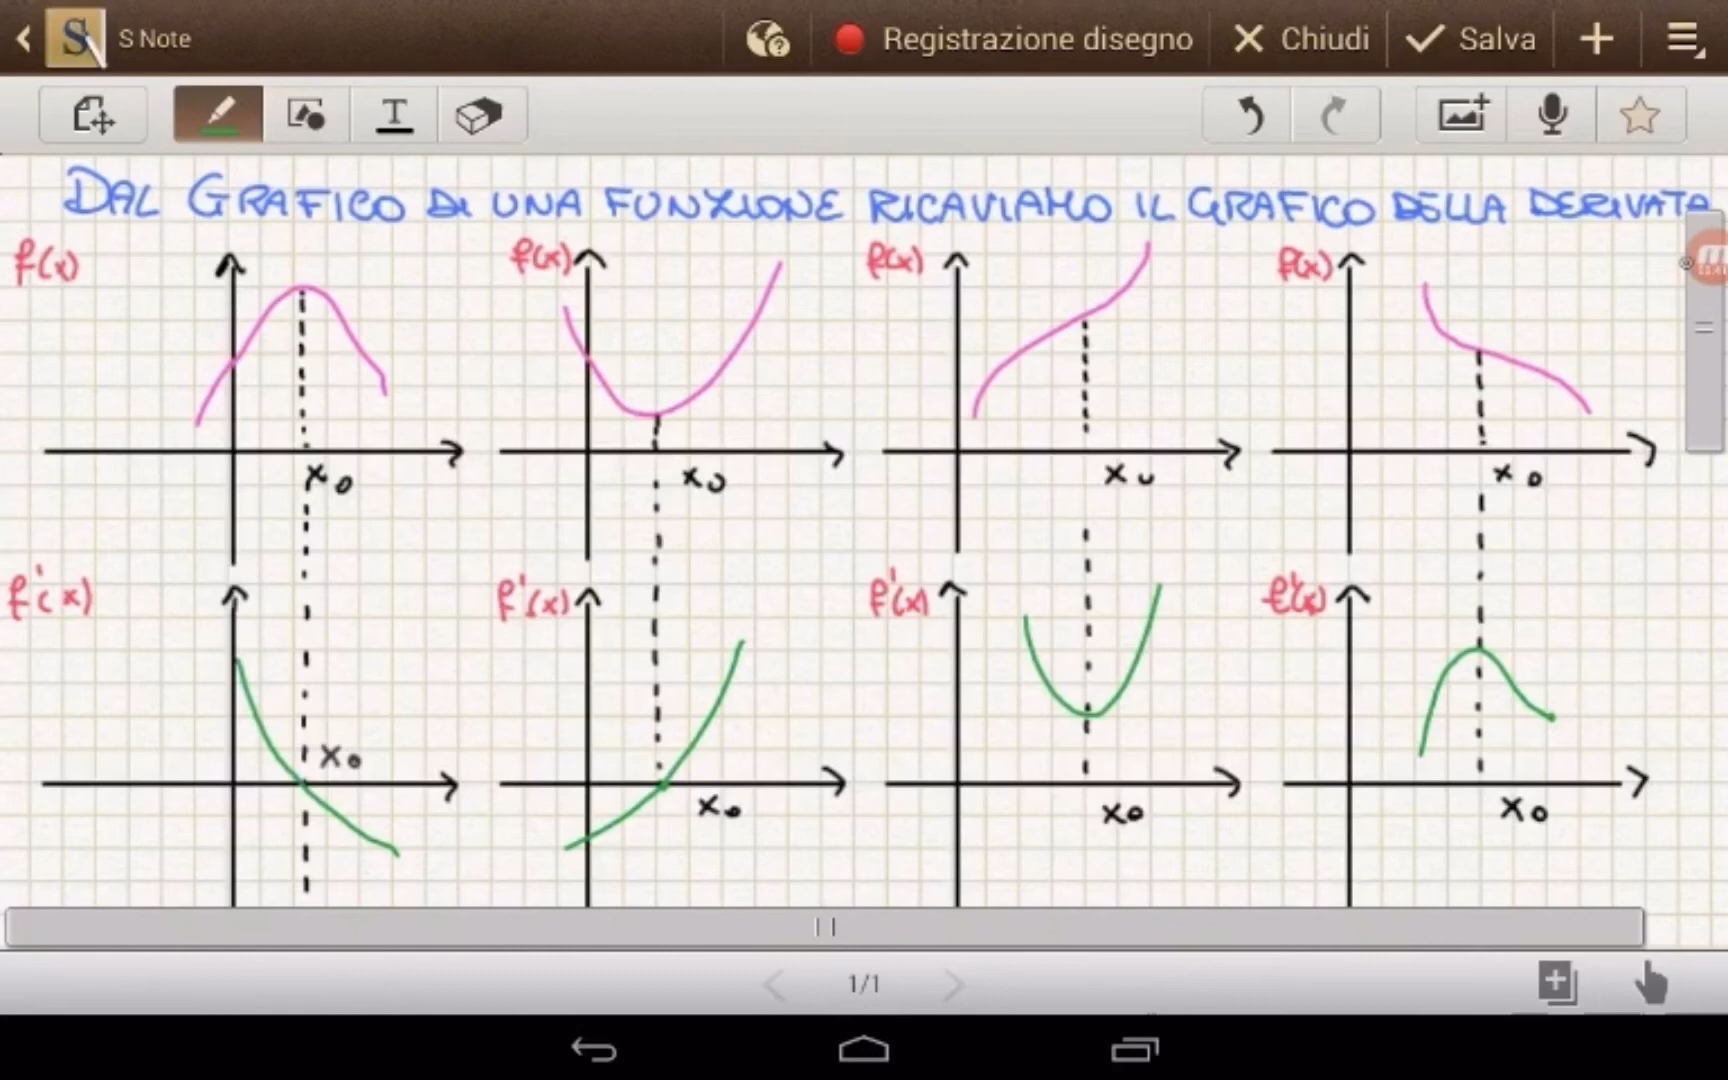 S Note
Registrazione disegno
Chiudi
Salva
T
DAL GRAFICO DI UNA FUNZIONE RICAVIAMO IL GRAFICO DELLA DERIVATA
f(x) f(x) f(x) f(x)
x0 x0 x0 x0
f'(x) f'(x) f'(x) f'(x)
x0 x0 x0 x0
1/1